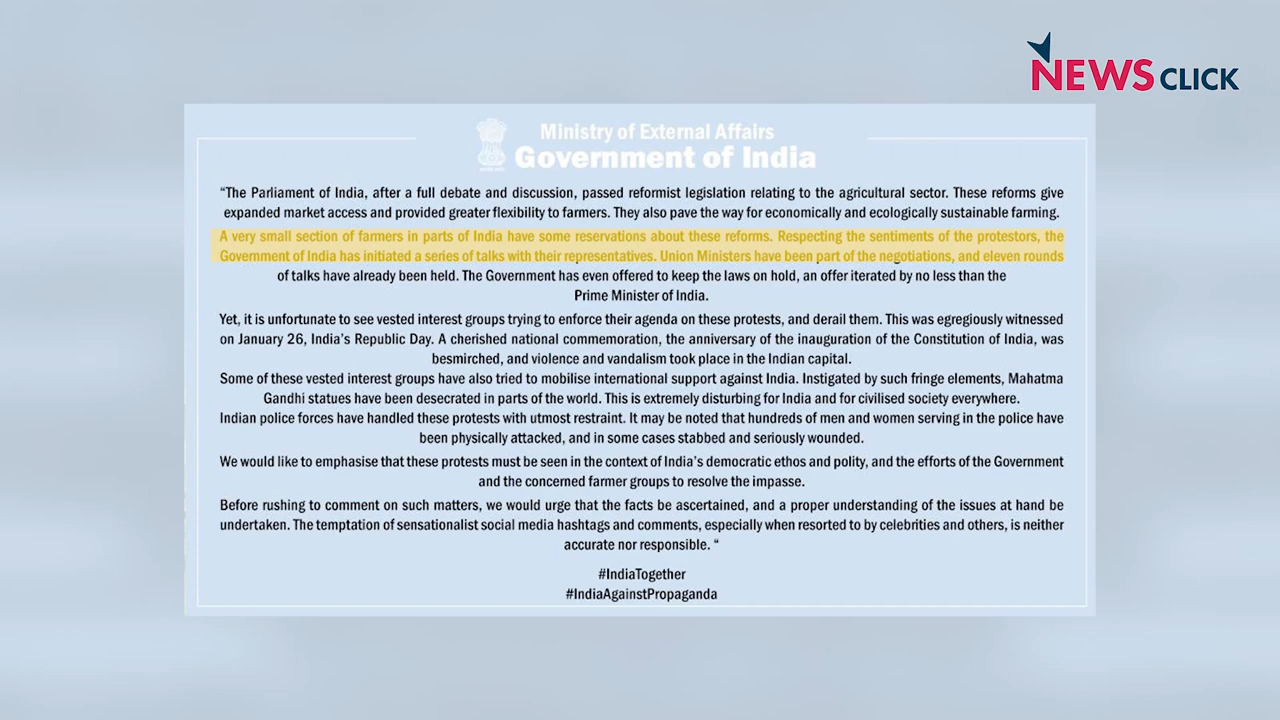 NEWS CLICK
Ministry of External Affairs
Government of India
“The Parliament of India, after a full debate and discussion, passed reformist legislation relating to the agricultural sector. These reforms give
expanded market access and provided greater flexibility to farmers. They also pave the way for economically and ecologically sustainable farming.
A very small section of farmers in parts of India have some reservations about these reforms. Respecting the sentiments of the protestors, the
Government of India has initiated a series of talks with their representatives. Union Ministers have been part of the negotiations, and eleven rounds
of talks have already been held. The Government has even offered to keep the laws on hold, an offer iterated by no less than the
Prime Minister of India.
Yet, it is unfortunate to see vested interest groups trying to enforce their agenda on these protests, and derail them. This was egregiously witnessed
on January 26, India’s Republic Day. A cherished national commemoration, the anniversary of the inauguration of the Constitution of India, was
besmirched, and violence and vandalism took place in the Indian capital.
Some of these vested interest groups have also tried to mobilise international support against India. Instigated by such fringe elements, Mahatma
Gandhi statues have been desecrated in parts of the world. This is extremely disturbing for India and for civilised society everywhere.
Indian police forces have handled these protests with utmost restraint. It may be noted that hundreds of men and women serving in the police have
been physically attacked, and in some cases stabbed and seriously wounded.
We would like to emphasise that these protests must be seen in the context of India’s democratic ethos and polity, and the efforts of the Government
and the concerned farmer groups to resolve the impasse.
Before rushing to comment on such matters, we would urge that the facts be ascertained, and a proper understanding of the issues at hand be
undertaken. The temptation of sensationalist social media hashtags and comments, especially when resorted to by celebrities and others, is neither
accurate nor responsible. “
#IndiaTogether
#IndiaAgainstPropaganda